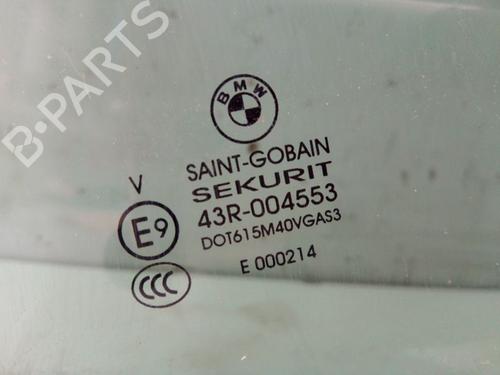 B-PARTS
BMW
SAINT-GOBAIN
SEKURIT
V
43R-004553
E9
DOT615M40VGAS3
E 000214
CCC